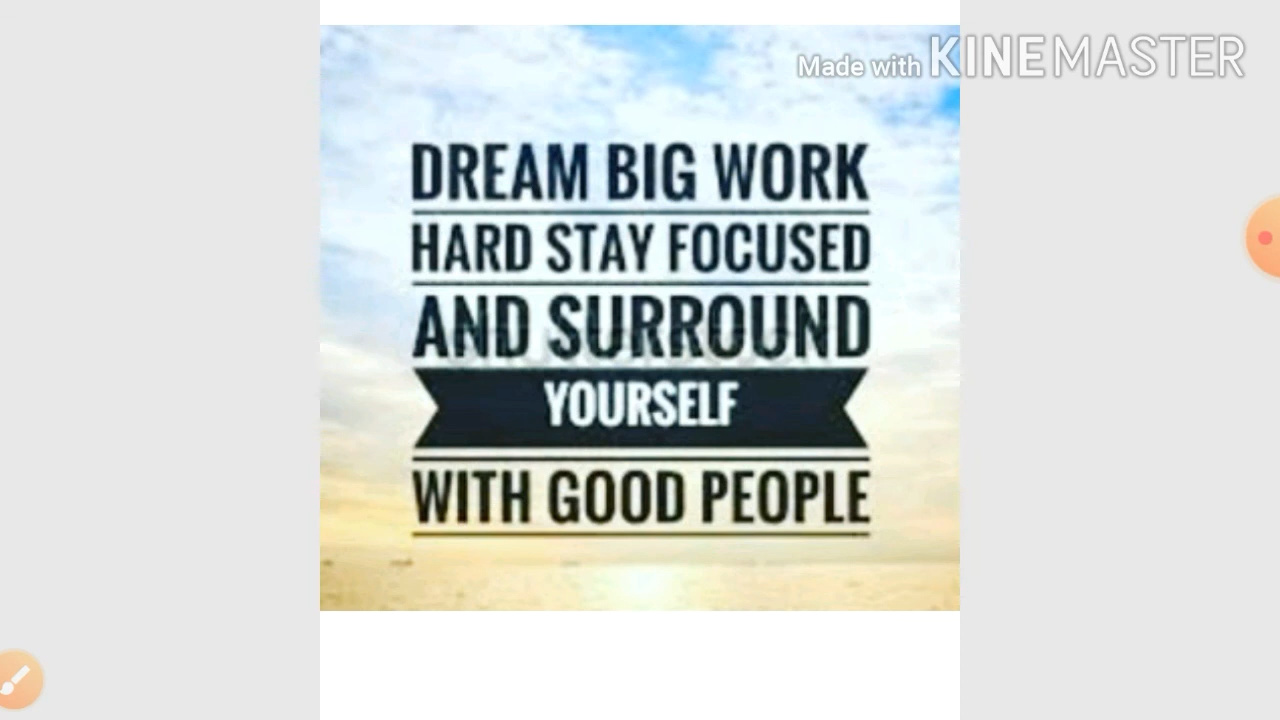 Made with KINEMASTER
DREAM BIG WORK
HARD STAY FOCUSED
AND SURROUND
YOURSELF
WITH GOOD PEOPLE